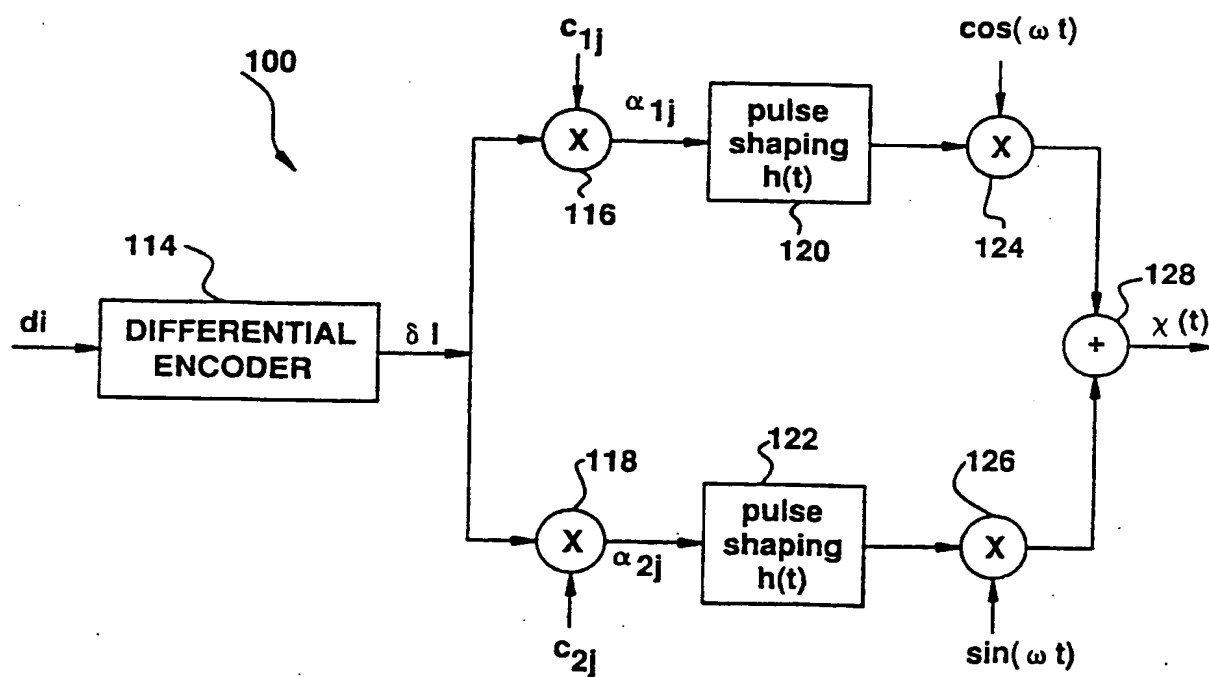 100
c1j
cos(ω t)
X
α1j
pulse
shaping
h(t)
X
116
120
124
114
128
di
DIFFERENTIAL
ENCODER
δ I
+
χ (t)
118
122
126
X
α2j
pulse
shaping
h(t)
X
c2j
sin(ω t)